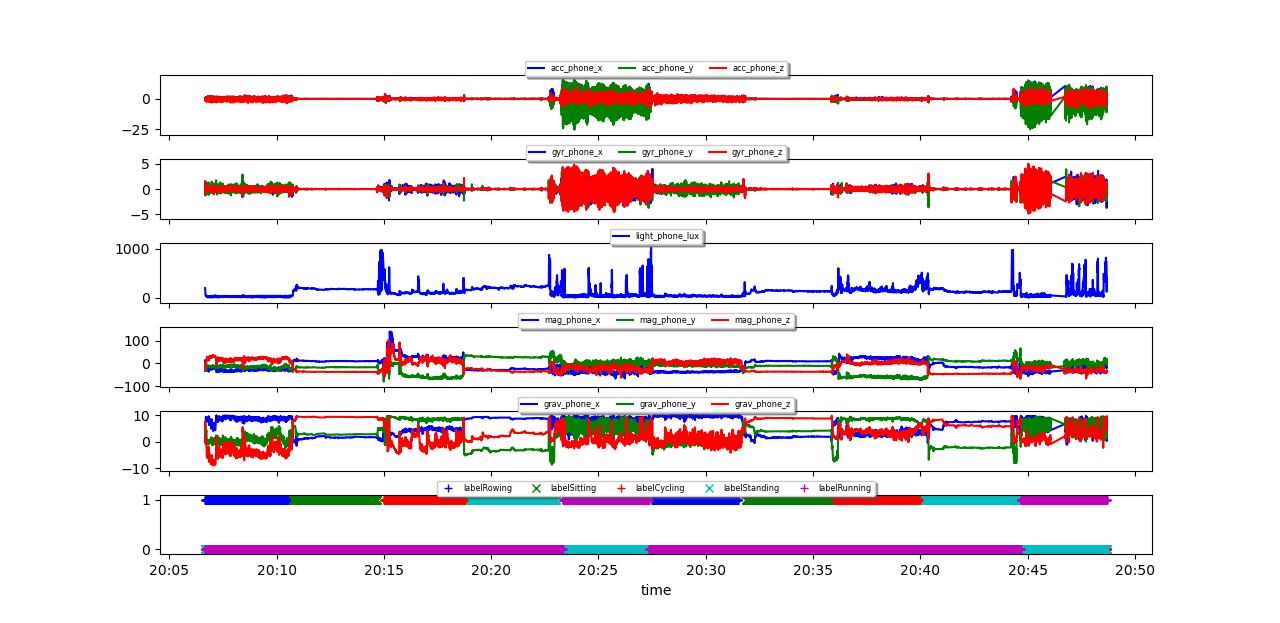 acc_phone_x acc_phone_y acc_phone_z
0
−25
gyr_phone_x gyr_phone_y gyr_phone_z
5
0
−5
light_phone_lux
1000
0
mag_phone_x mag_phone_y mag_phone_z
100
0
−100
grav_phone_x grav_phone_y grav_phone_z
10
0
−10
labelRowing labelSitting labelCycling labelStanding labelRunning
1
0
20:05 20:10 20:15 20:20 20:25 20:30 20:35 20:40 20:45 20:50
time